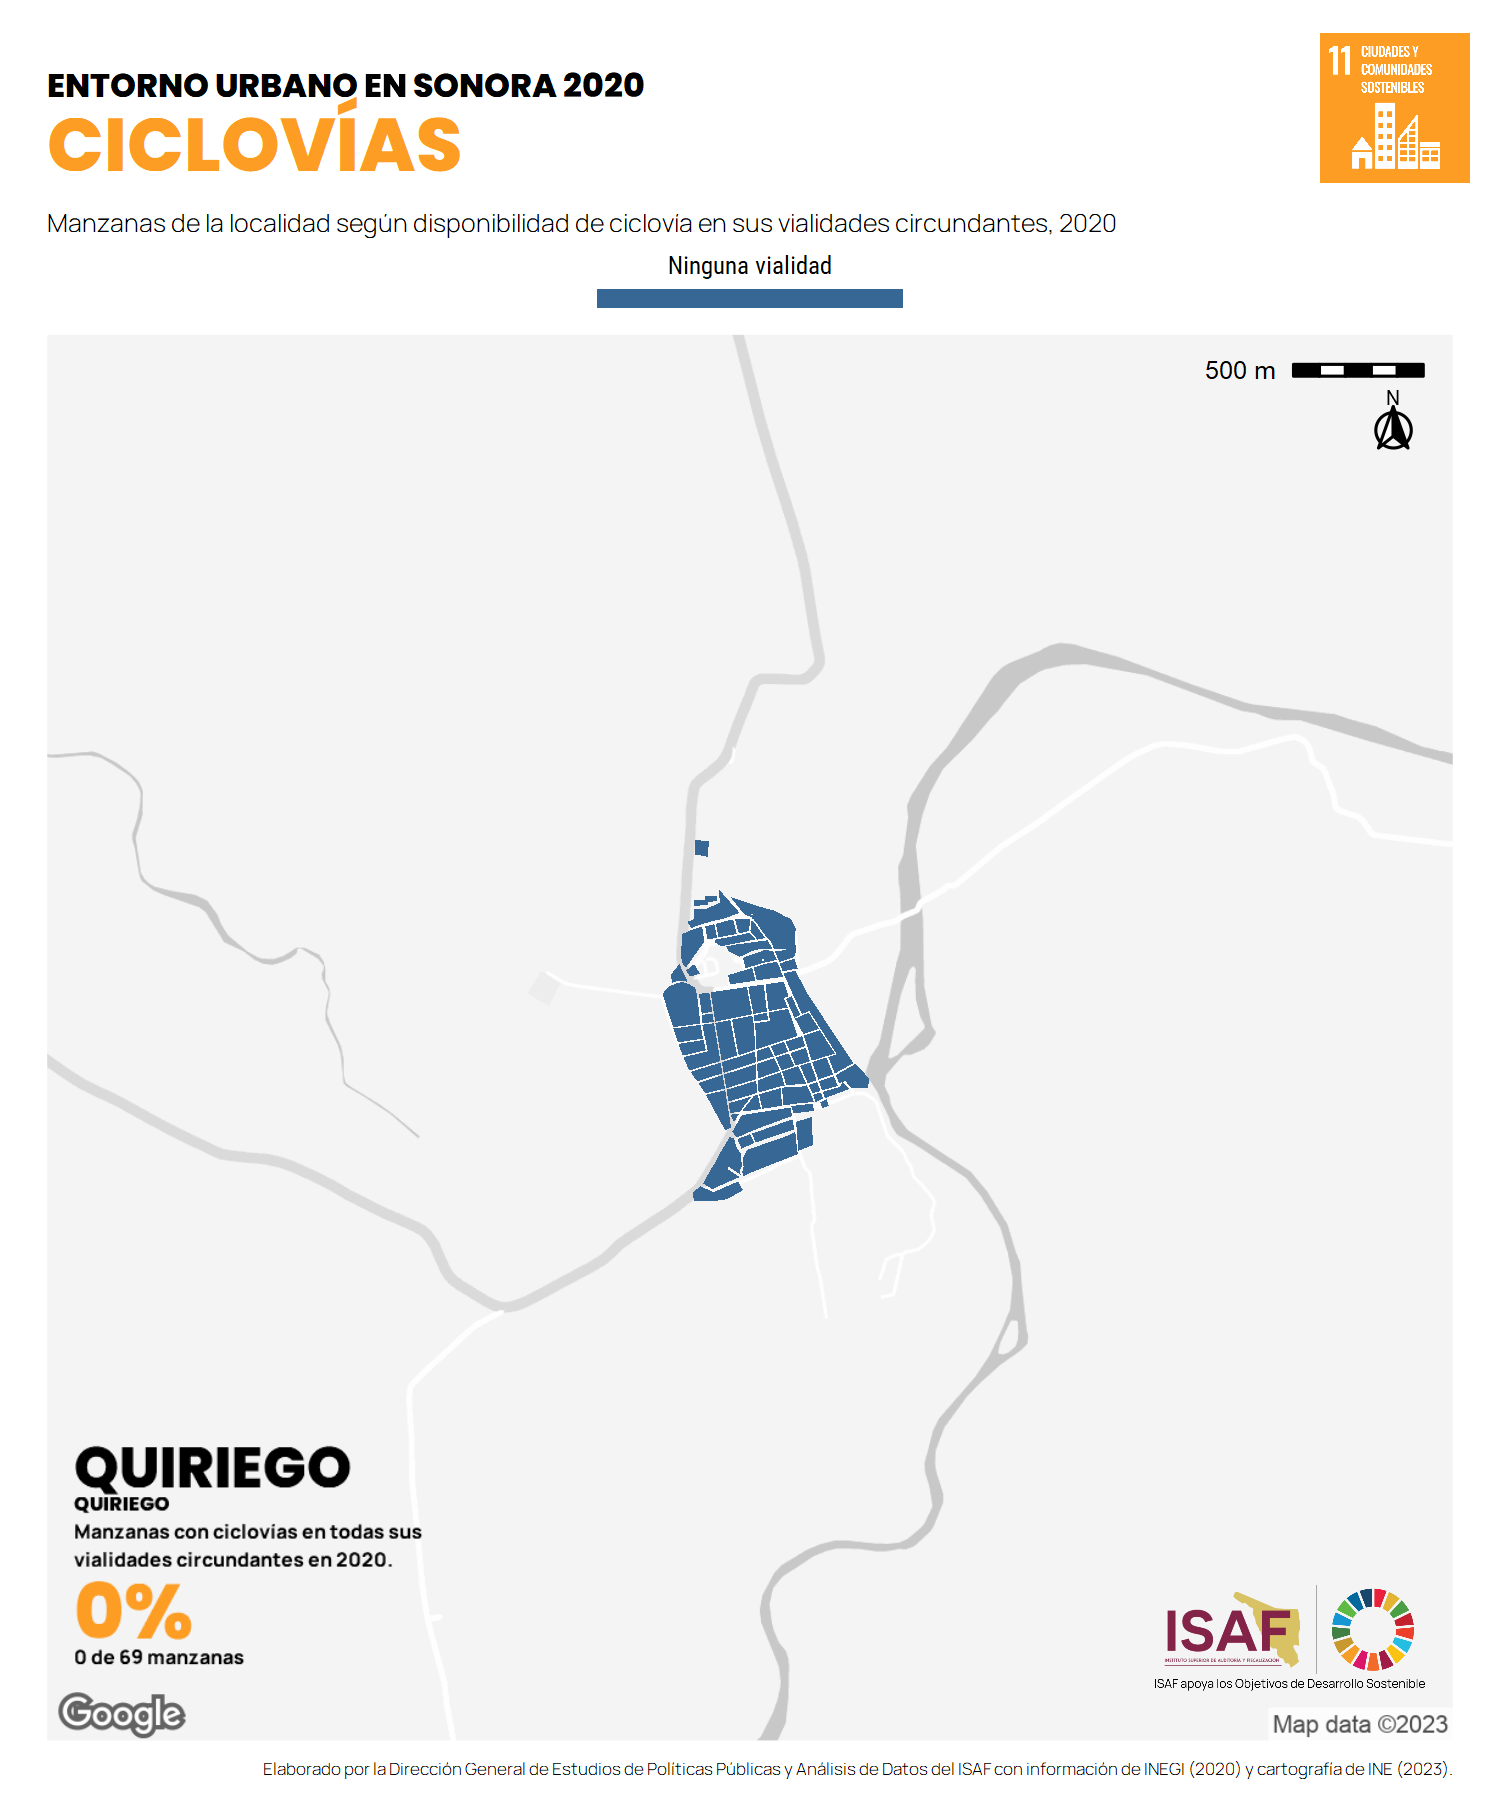 ENTORNO URBANO EN SONORA 2020
CICLOVÍAS
11 CIUDADES Y
COMUNIDADES
SOSTENIBLES
Manzanas de la localidad según disponibilidad de ciclovía en sus vialidades circundantes, 2020
Ninguna vialidad
500 m
N
QUIRIEGO
QUIRIEGO
Manzanas con ciclovias en todas sus
vialidades circundantes en 2020.
0%
0 de 69 manzanas
Google
ISAF
INSTITUTO SUPERIOR DE AUDITORÍA Y FISCALIZACIÓN
ISAF apoya los Objetivos de Desarrollo Sostenible
Map data ©2023
Elaborado por la Dirección General de Estudios de Políticas Públicas y Análisis de Datos del ISAF con información de INEGI (2020) y cartografía de INE (2023).